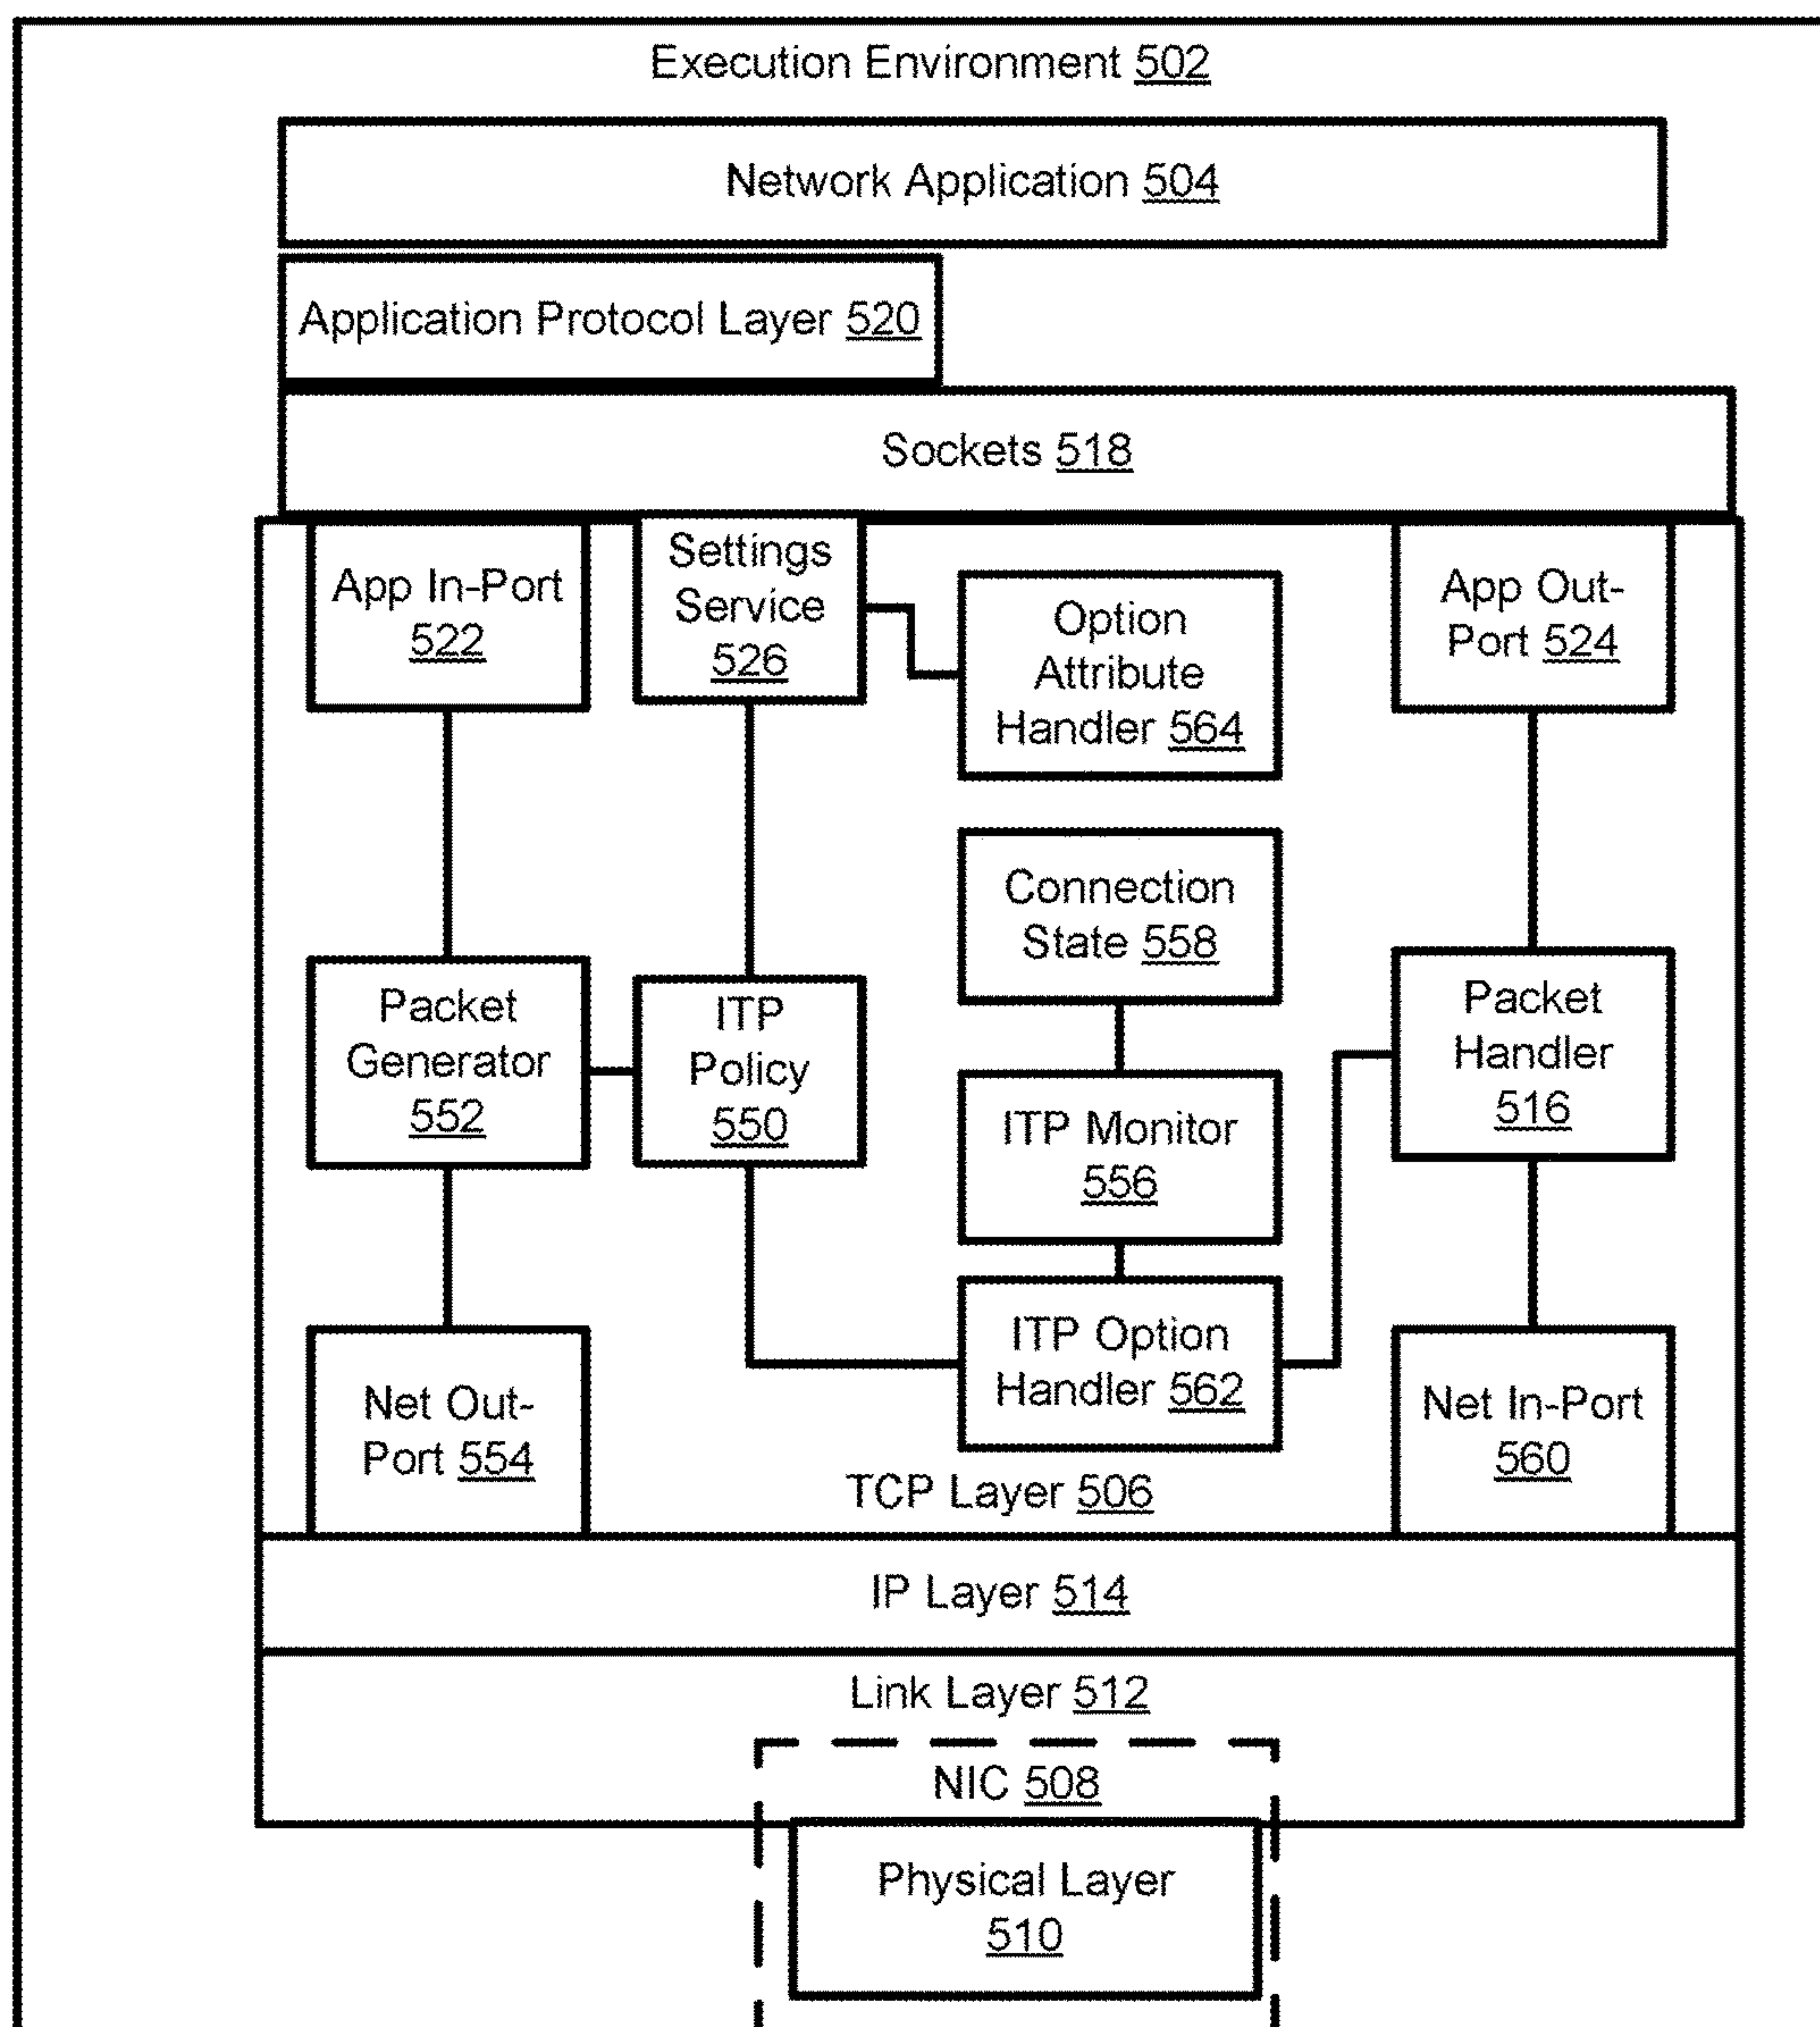 Execution Environment 502
Network Application 504
Application Protocol Layer 520
Sockets 518
App In-Port
522
Settings
Service
526
Option
Attribute
Handler 564
App Out-
Port 524
Connection
State 558
Packet
Generator
552
ITP
Policy
550
Packet
Handler
516
ITP Monitor
556
ITP Option
Handler 562
Net Out-
Port 554
Net In-Port
560
TCP Layer 506
IP Layer 514
Link Layer 512
NIC 508
Physical Layer
510